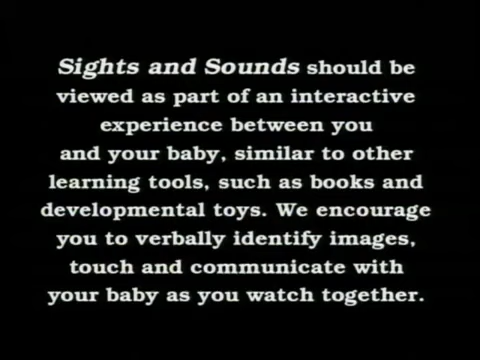 Sights and Sounds should be
viewed as part of an interactive
experience between you
and your baby, similar to other
learning tools, such as books and
developmental toys. We encourage
you to verbally identify images,
touch and communicate with
your baby as you watch together.